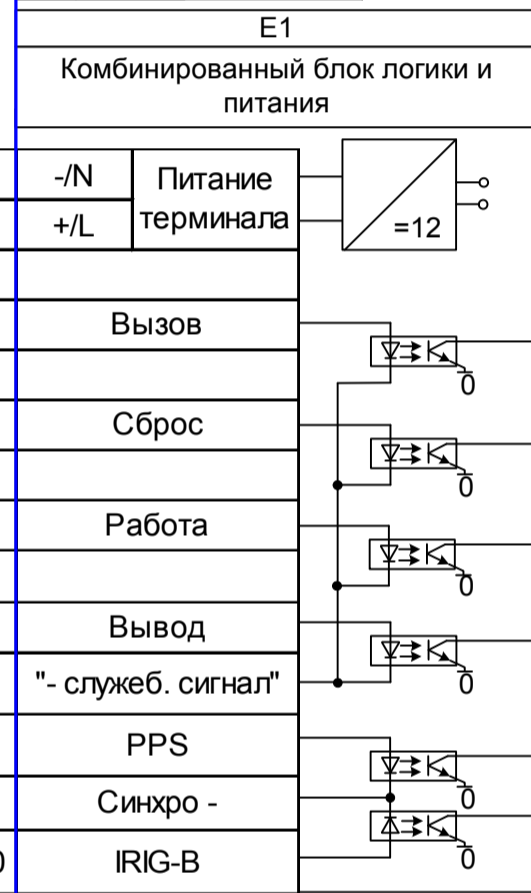 E1
Комбинированный блок логики и
питания
-/N
Питание
+/L
терминала
=12
Вызов
0
Сброс
0
Работа
0
Вывод
0
"- служеб. сигнал"
PPS
0
Синхро -
IRIG-B
0